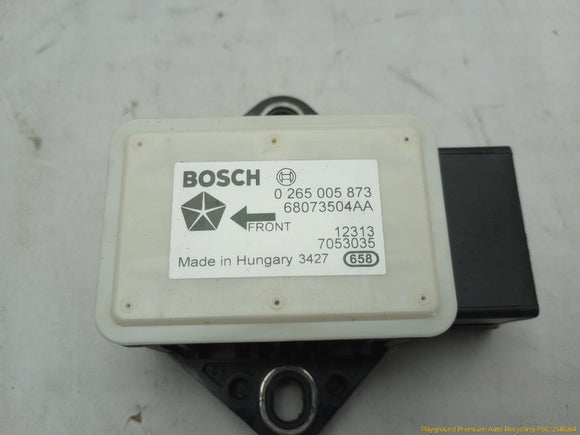 BOSCH
0 265 005 873
68073504AA
FRONT
12313
7053035
Made in Hungary 3427 658
Playground Premium Auto Recycling PSC-258584